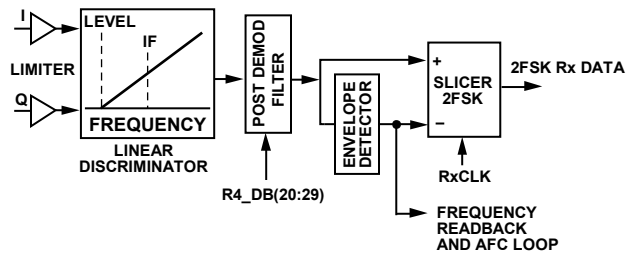 I
LIMITER
Q
LEVEL
IF
FREQUENCY
LINEAR
DISCRIMINATOR
POST DEMOD
FILTER
R4_DB(20:29)
ENVELOPE
DETECTOR
+
SLICER
2FSK
–
RxCLK
2FSK Rx DATA
FREQUENCY
READBACK
AND AFC LOOP